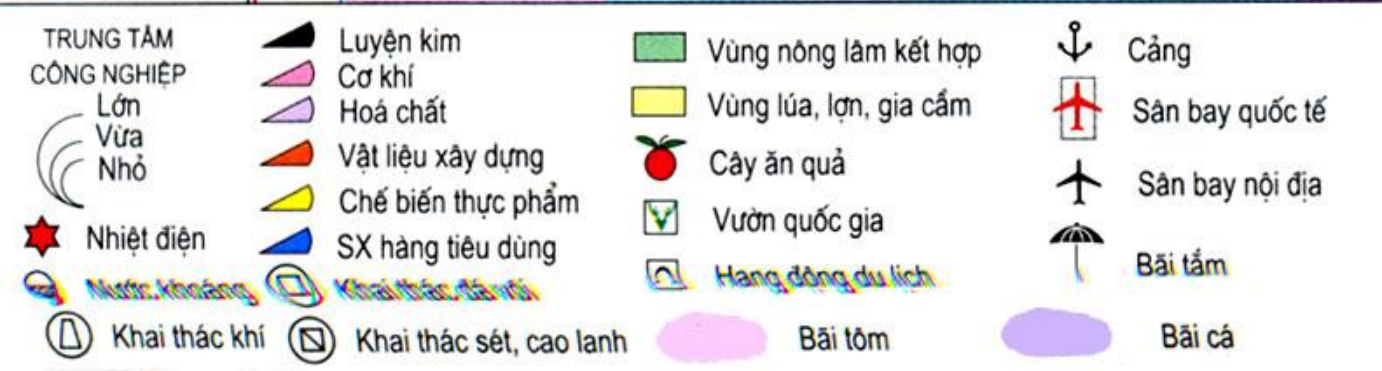 TRUNG TÂM
CÔNG NGHIỆP
Lớn
Vừa
Nhỏ
Nhiệt điện
Nước khoáng
Khai thác khí
Luyện kim
Cơ khí
Hoá chất
Vật liệu xây dựng
Chế biến thực phẩm
SX hàng tiêu dùng
Khai thác đá vôi
Khai thác sét, cao lanh
Vùng nông lâm kết hợp
Vùng lúa, lợn, gia cầm
Cây ăn quả
Vườn quốc gia
Hang động du lịch
Bãi tôm
Cảng
Sân bay quốc tế
Sân bay nội địa
Bãi tắm
Bãi cá